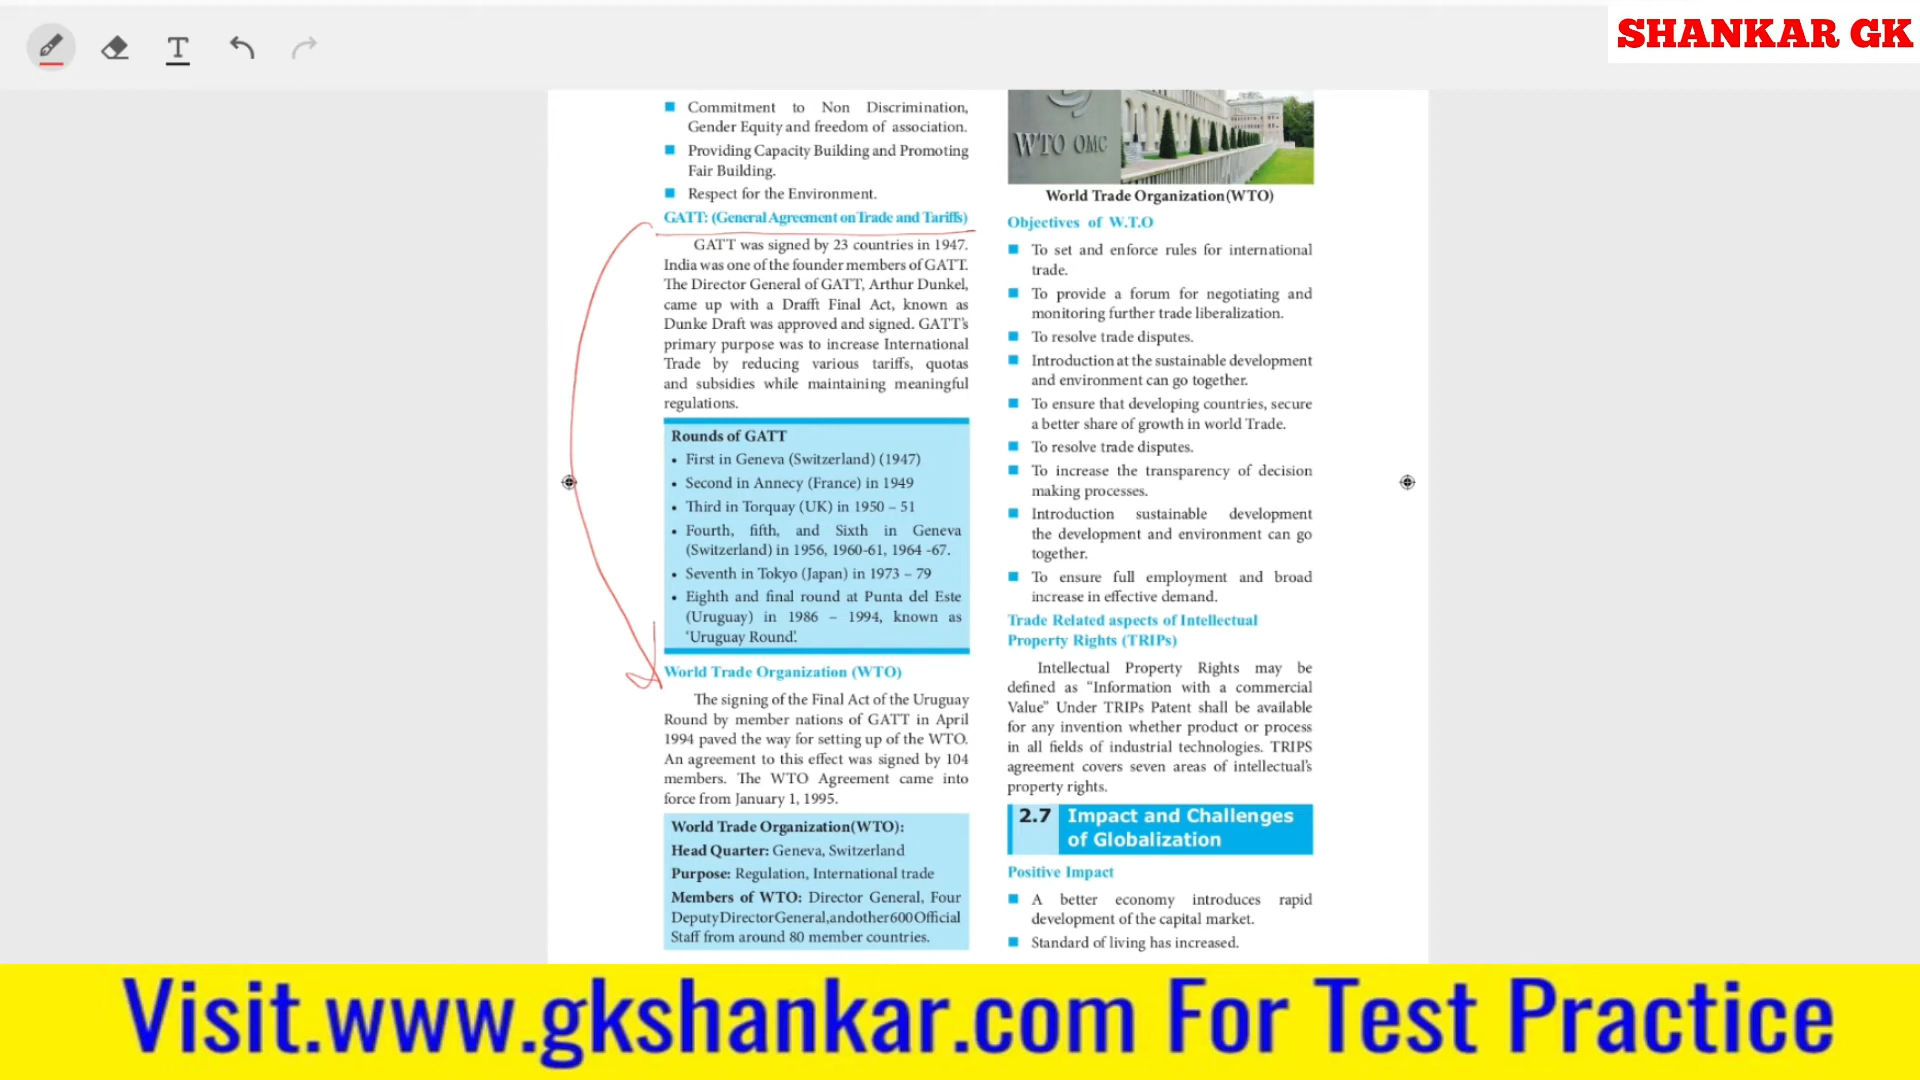 SHANKAR GK
Commitment to Non Discrimination,
Gender Equity and freedom of association.
Providing Capacity Building and Promoting
Fair Building.
Respect for the Environment.
GATT: (General Agreement on Trade and Tariffs)
GATT was signed by 23 countries in 1947.
India was one of the founder members of GATT.
The Director General of GATT, Arthur Dunkel,
came up with a Drafft Final Act, known as
Dunke Draft was approved and signed. GATT's
primary purpose was to increase International
Trade by reducing various tariffs, quotas
and subsidies while maintaining meaningful
regulations.
Rounds of GATT
• First in Geneva (Switzerland) (1947)
• Second in Annecy (France) in 1949
• Third in Torquay (UK) in 1950 – 51
• Fourth, fifth, and Sixth in Geneva
(Switzerland) in 1956, 1960-61, 1964 -67.
• Seventh in Tokyo (Japan) in 1973 – 79
• Eighth and final round at Punta del Este
(Uruguay) in 1986 – 1994, known as
'Uruguay Round'.
World Trade Organization (WTO)
The signing of the Final Act of the Uruguay
Round by member nations of GATT in April
1994 paved the way for setting up of the WTO.
An agreement to this effect was signed by 104
members. The WTO Agreement came into
force from January 1, 1995.
World Trade Organization(WTO):
Head Quarter: Geneva, Switzerland
Purpose: Regulation, International trade
Members of WTO: Director General, Four
Deputy Director General, and other 600 Official
Staff from around 80 member countries.
WTO OMC
World Trade Organization(WTO)
Objectives of W.T.O
To set and enforce rules for international
trade.
To provide a forum for negotiating and
monitoring further trade liberalization.
To resolve trade disputes.
Introduction at the sustainable development
and environment can go together.
To ensure that developing countries, secure
a better share of growth in world Trade.
To resolve trade disputes.
To increase the transparency of decision
making processes.
Introduction sustainable development
the development and environment can go
together.
To ensure full employment and broad
increase in effective demand.
Trade Related aspects of Intellectual
Property Rights (TRIPs)
Intellectual Property Rights may be
defined as “Information with a commercial
Value” Under TRIPs Patent shall be available
for any invention whether product or process
in all fields of industrial technologies. TRIPS
agreement covers seven areas of intellectual's
property rights.
2.7 Impact and Challenges
of Globalization
Positive Impact
A better economy introduces rapid
development of the capital market.
Standard of living has increased.
Visit.www.gkshankar.com For Test Practice